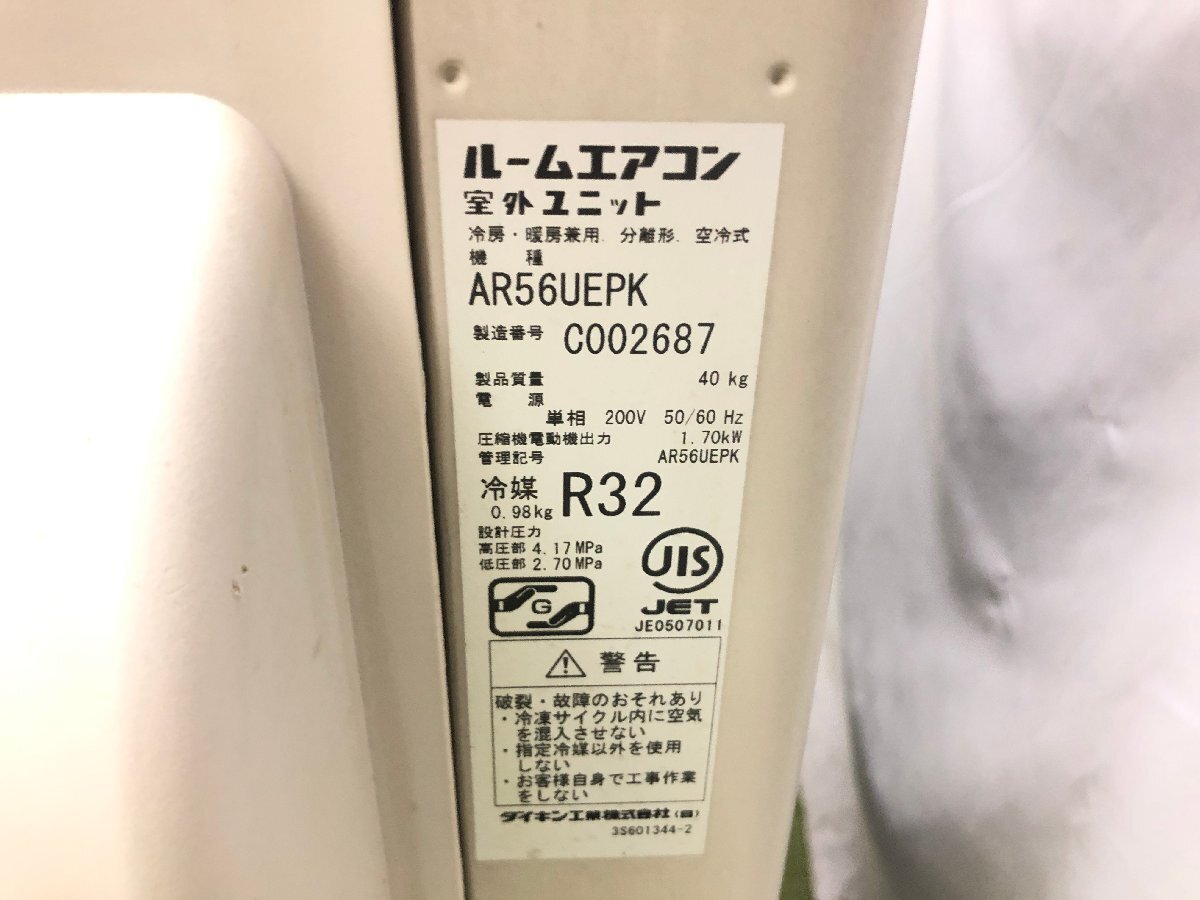 ルームエアコン
室外ユニット
冷房・暖房兼用. 分離形. 空冷式
機 種
AR56UEPK
製造番号 C002687
製品質量 40 kg
電 源
単相 200V 50/60 Hz
圧縮機電動機出力 1.70kW
管理記号 AR56UEPK
冷媒 R32
0.98kg
設計圧力
高圧部 4.17MPa
低圧部 2.70MPa
JIS
G
JET
JE0507011
警告
破裂・故障のおそれあり
・冷凍サイクル内に空気
を混入させない
・指定冷媒以外を使用
しない
・お客様自身で工事作業
をしない
ダイキン工業株式会社(自)
3S601344-2